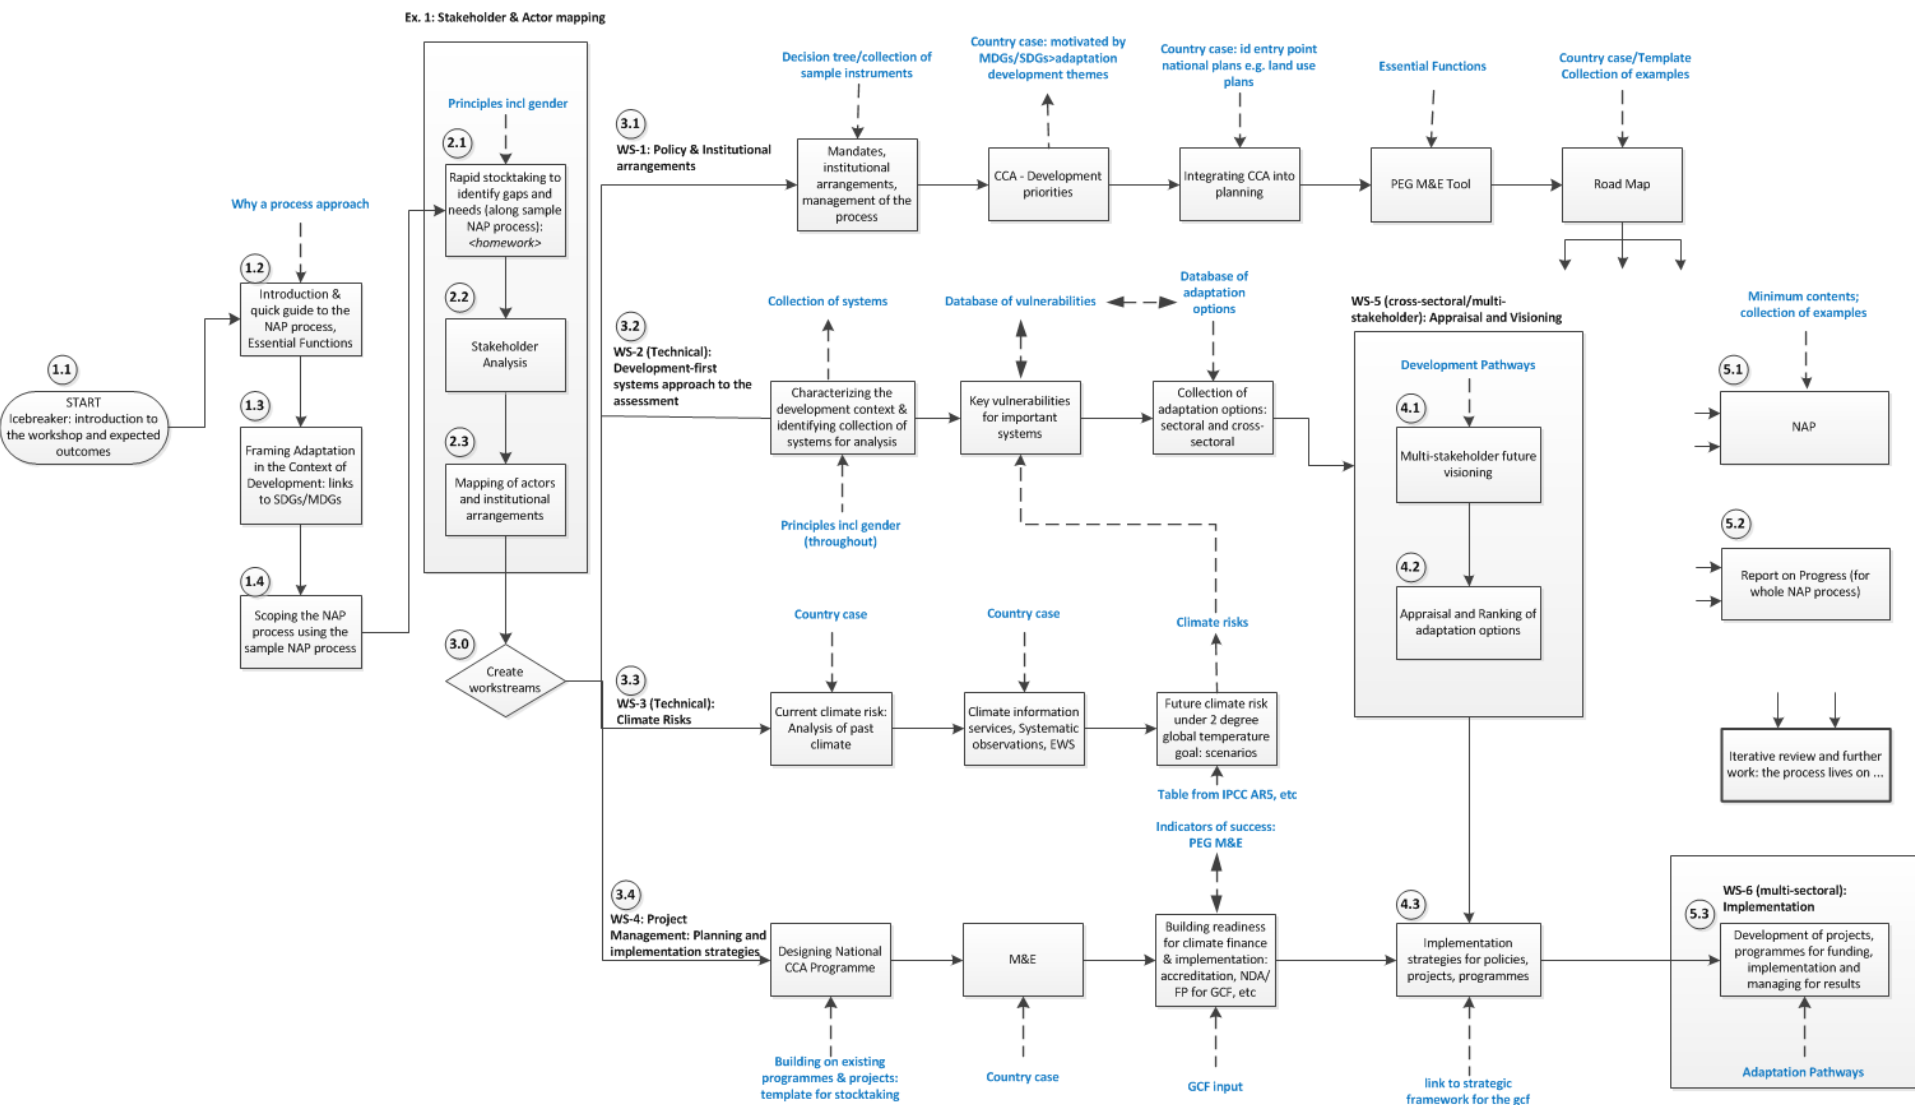 Ex. 1: Stakeholder & Actor mapping
Principles incl gender
2.1
Rapid stocktaking to
identify gaps and
needs (along sample
NAP process):
<homework>
2.2
Stakeholder
Analysis
2.3
Mapping of actors
and institutional
arrangements
3.0
Create
workstreams
Why a process approach
1.2
Introduction &
quick guide to the
NAP process,
Essential Functions
1.1
START
Icebreaker: introduction to
the workshop and expected
outcomes
1.3
Framing Adaptation
in the Context of
Development: links
to SDGs/MDGs
1.4
Scoping the NAP
process using the
sample NAP process
3.1
WS-1: Policy & Institutional
arrangements
Decision tree/collection of
sample instruments
Mandates,
institutional
arrangements,
management of the
process
Country case: motivated by
MDGs/SDGs>adaptation
development themes
CCA - Development
priorities
Country case: id entry point
national plans e.g. land use
plans
Integrating CCA into
planning
Essential Functions
PEG M&E Tool
Country case/Template
Collection of examples
Road Map
3.2
WS-2 (Technical):
Development-first
systems approach to the
assessment
Collection of systems
Characterizing the
development context &
identifying collection of
systems for analysis
Principles incl gender
(throughout)
Database of vulnerabilities
Key vulnerabilities
for important
systems
Database of
adaptation
options
Collection of
adaptation options:
sectoral and cross-
sectoral
WS-5 (cross-sectoral/multi-
stakeholder): Appraisal and Visioning
Development Pathways
4.1
Multi-stakeholder future
visioning
4.2
Appraisal and Ranking of
adaptation options
Minimum contents;
collection of examples
5.1
NAP
5.2
Report on Progress (for
whole NAP process)
Iterative review and further
work: the process lives on ...
3.3
WS-3 (Technical):
Climate Risks
Country case
Current climate risk:
Analysis of past
climate
Country case
Climate information
services, Systematic
observations, EWS
Climate risks
Future climate risk
under 2 degree
global temperature
goal: scenarios
Table from IPCC AR5, etc
3.4
WS-4: Project
Management: Planning and
implementation strategies
Designing National
CCA Programme
Building on existing
programmes & projects:
template for stocktaking
M&E
Country case
Indicators of success:
PEG M&E
Building readiness
for climate finance
& implementation:
accreditation, NDA/
FP for GCF, etc
GCF input
4.3
Implementation
strategies for policies,
projects, programmes
link to strategic
framework for the gcf
WS-6 (multi-sectoral):
Implementation
5.3
Development of projects,
programmes for funding,
implementation and
managing for results
Adaptation Pathways